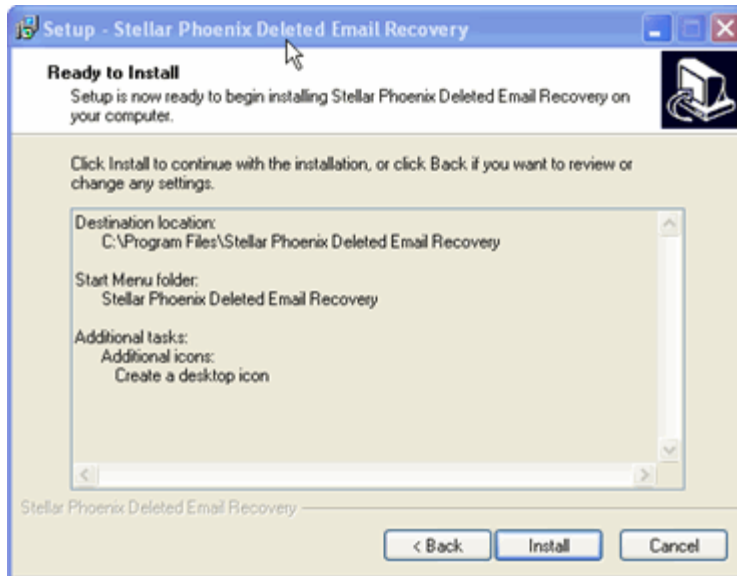 Setup - Stellar Phoenix Deleted Email Recovery
Ready to Install
Setup is now ready to begin installing Stellar Phoenix Deleted Email Recovery on
your computer.
Click Install to continue with the installation, or click Back if you want to review or
change any settings.
Destination location:
C:\Program Files\Stellar Phoenix Deleted Email Recovery
Start Menu folder:
Stellar Phoenix Deleted Email Recovery
Additional tasks:
Additional icons:
Create a desktop icon
Stellar Phoenix Deleted Email Recovery
< Back Install Cancel